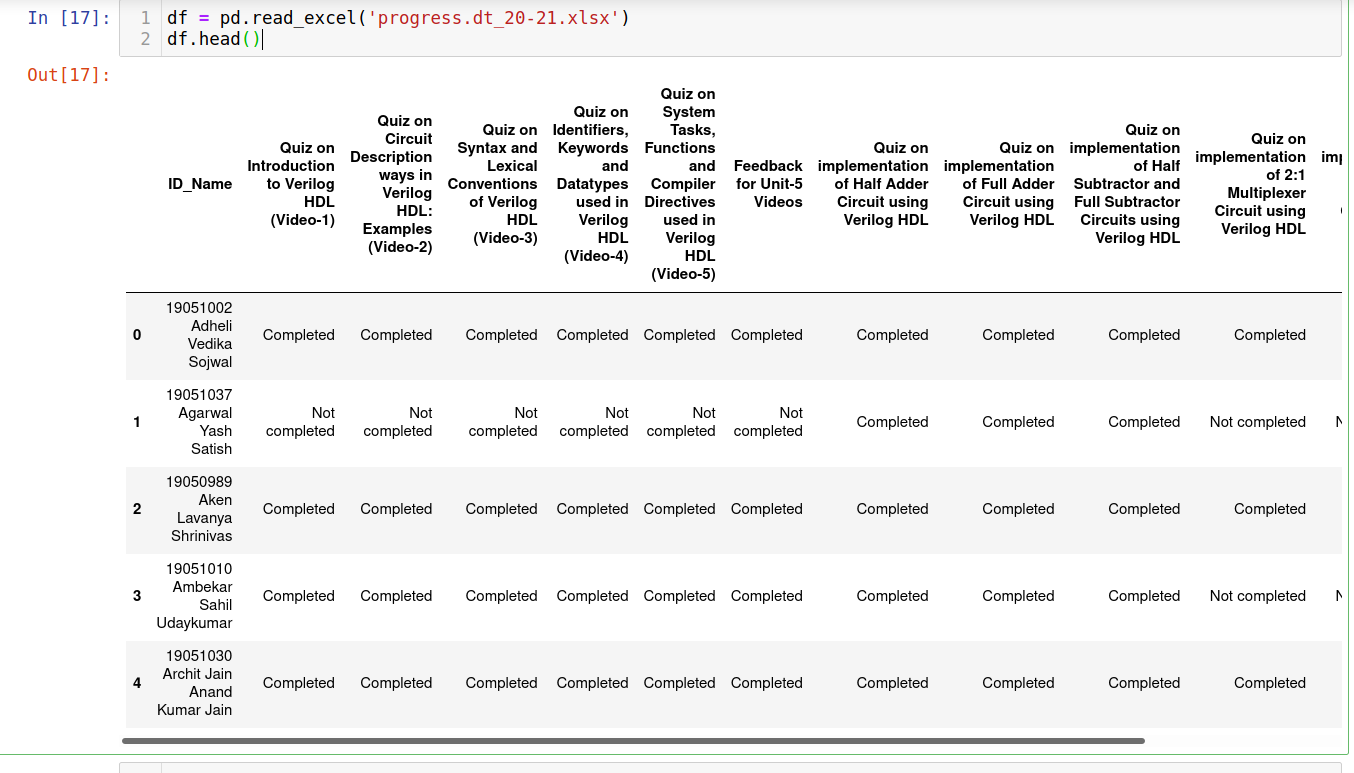 In [17]:
1 df = pd.read_excel('progress.dt_20-21.xlsx')
2 df.head()
Out[17]:
ID_Name
Quiz on
Introduction
to Verilog
HDL
(Video-1)
Quiz on
Circuit
Description
ways in
Verilog
HDL:
Examples
(Video-2)
Quiz on
Syntax and
Lexical
Conventions
of Verilog
HDL
(Video-3)
Quiz on
Identifiers,
Keywords
and
Datatypes
used in
Verilog
HDL
(Video-4)
Quiz on
System
Tasks,
Functions
and
Compiler
Directives
used in
Verilog
HDL
(Video-5)
Feedback
for Unit-5
Videos
Quiz on
implementation
of Half Adder
Circuit using
Verilog HDL
Quiz on
implementation
of Full Adder
Circuit using
Verilog HDL
Quiz on
implementation
of Half
Subtractor and
Full Subtractor
Circuits using
Verilog HDL
Quiz on
implementation
of 2:1
Multiplexer
Circuit using
Verilog HDL
0
19051002
Adheli
Vedika
Sojwal
Completed Completed Completed Completed Completed Completed Completed Completed Completed Completed
1
19051037
Agarwal
Yash
Satish
Not
completed
Not
completed
Not
completed
Not
completed
Not
completed
Not
completed
Completed Completed Completed Not completed
2
19050989
Aken
Lavanya
Shrinivas
Completed Completed Completed Completed Completed Completed Completed Completed Completed Completed
3
19051010
Ambekar
Sahil
Udaykumar
Completed Completed Completed Completed Completed Completed Completed Completed Completed Not completed
4
19051030
Archit Jain
Anand
Kumar Jain
Completed Completed Completed Completed Completed Completed Completed Completed Completed Completed